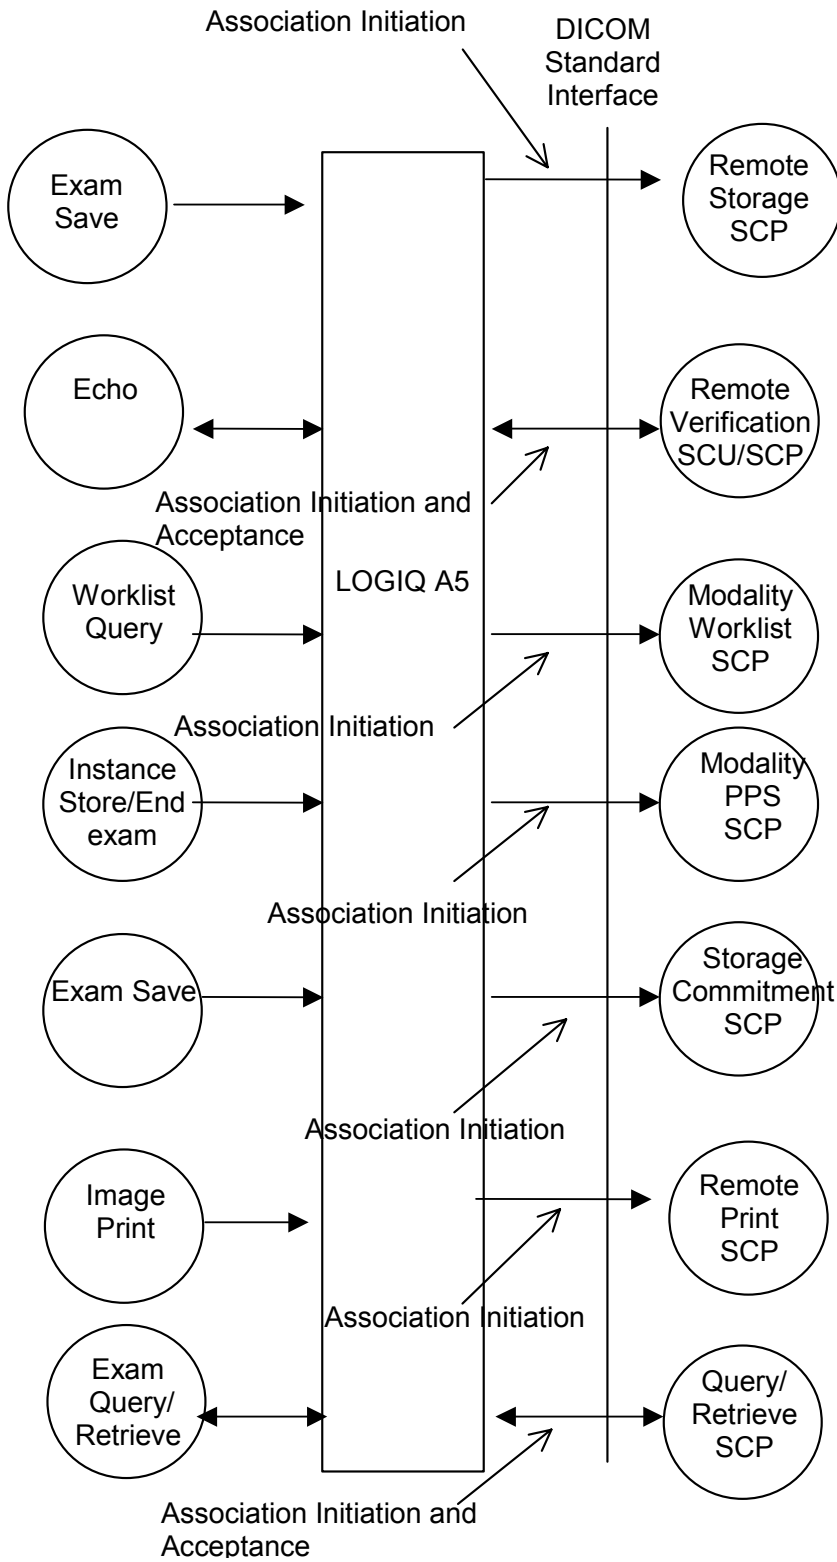 Association Initiation
DICOM
Standard
Interface
Exam
Save
Remote
Storage
SCP
Echo
Remote
Verification
SCU/SCP
Association Initiation and
Acceptance
LOGIQ A5
Worklist
Query
Modality
Worklist
SCP
Association Initiation
Instance
Store/End
exam
Modality
PPS
SCP
Association Initiation
Exam Save
Storage
Commitment
SCP
Association Initiation
Image
Print
Remote
Print
SCP
Association Initiation
Exam
Query/
Retrieve
Query/
Retrieve
SCP
Association Initiation and
Acceptance